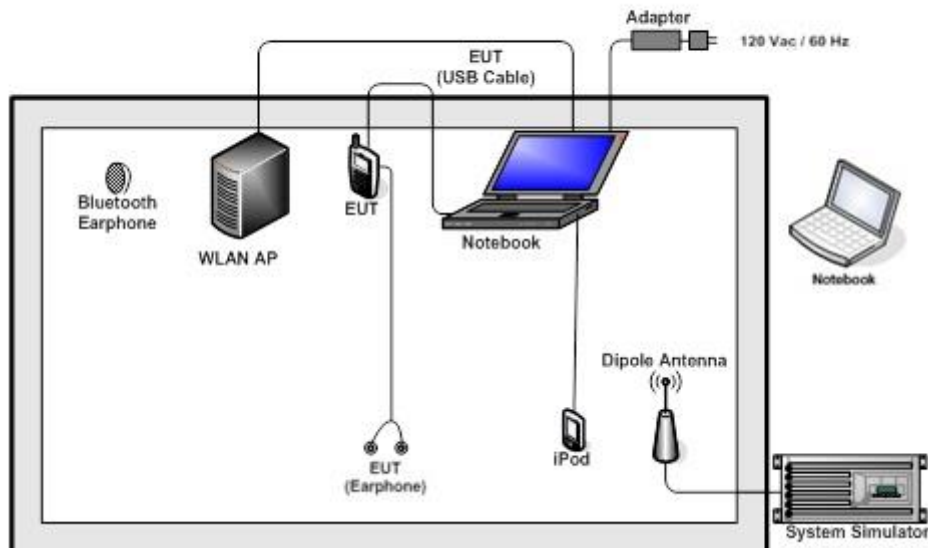 Adapter
120 Vac / 60 Hz
EUT
(USB Cable)
Bluetooth
Earphone
WLAN AP
EUT
Notebook
Notebook
Dipole Antenna
EUT
(Earphone)
iPod
System Simulator